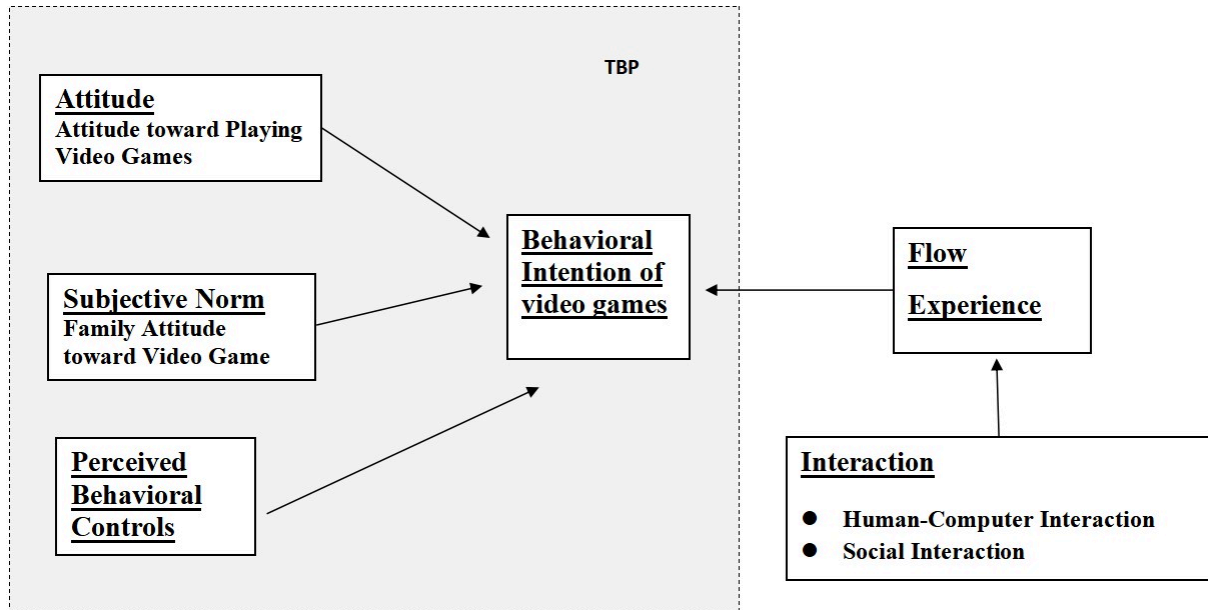 TBP
Attitude
Attitude toward Playing
Video Games
Subjective Norm
Family Attitude
toward Video Game
Perceived
Behavioral
Controls
Behavioral
Intention of
video games
Flow
Experience
Interaction
● Human-Computer Interaction
● Social Interaction